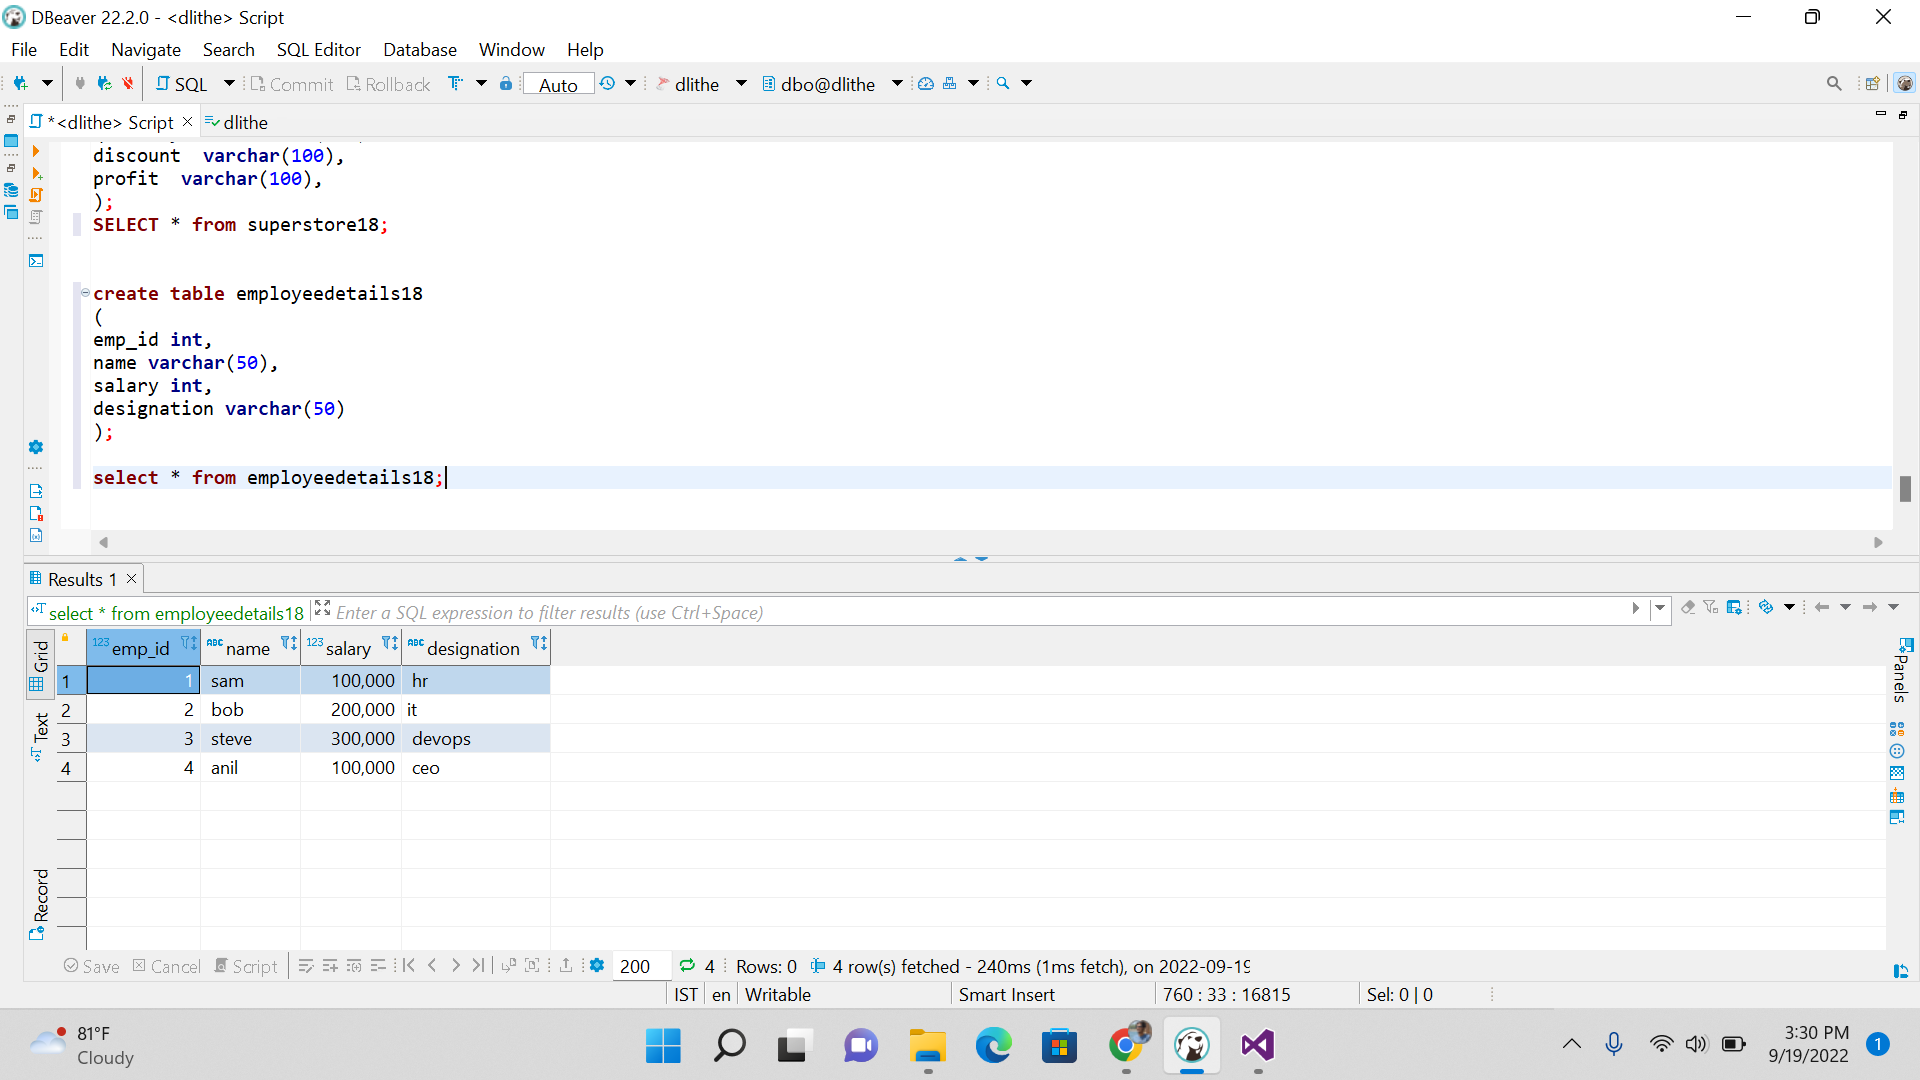 DBeaver 22.2.0 - <dlithe> Script
File Edit Navigate Search SQL Editor Database Window Help
SQL Commit Rollback Auto dlithe dbo@dlithe
*<dlithe> Script dlithe
discount varchar(100),
profit varchar(100),
);
SELECT * from superstore18;
create table employeedetails18
(
emp_id int,
name varchar(50),
salary int,
designation varchar(50)
);
select * from employeedetails18;
Results 1
select * from employeedetails18 Enter a SQL expression to filter results (use Ctrl+Space)
Grid
Text
Record
Panels
123 emp_id ABC name 123 salary ABC designation
1 1 sam 100,000 hr
2 2 bob 200,000 it
3 3 steve 300,000 devops
4 4 anil 100,000 ceo
Save Cancel Script 200 4 Rows: 0 4 row(s) fetched - 240ms (1ms fetch), on 2022-09-19
IST en Writable Smart Insert 760 : 33 : 16815 Sel: 0 | 0
81°F
Cloudy
3:30 PM
9/19/2022
1